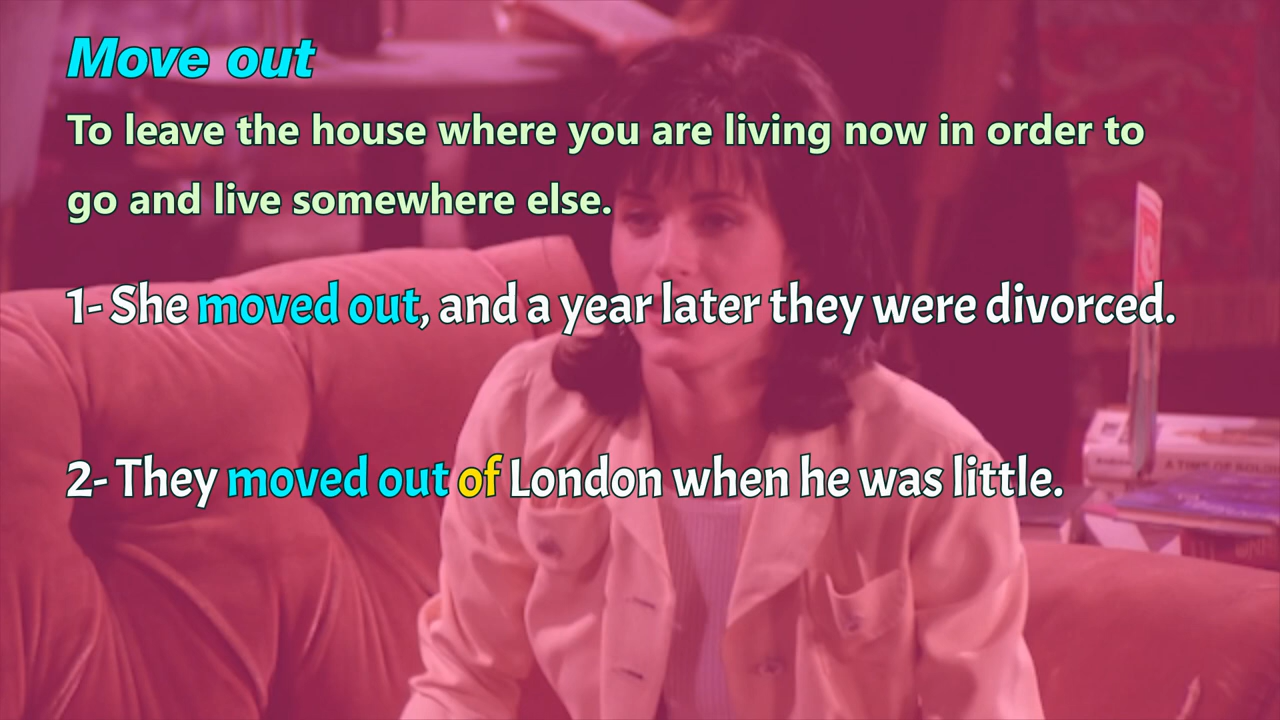 Move out
To leave the house where you are living now in order to
go and live somewhere else.
1- She moved out, and a year later they were divorced.
2- They moved out of London when he was little.